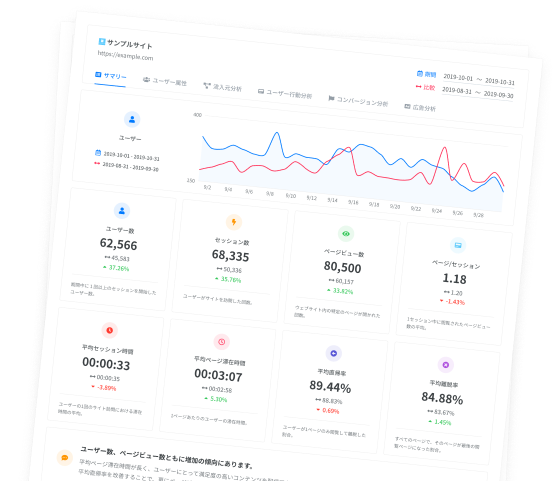 サンプルサイト
https://example.com
期間 2019-10-01 ～ 2019-10-31
比較 2019-08-31 ～ 2019-09-30
サマリー ユーザー属性 流入元分析 ユーザー行動分析 コンバージョン分析 広告分析
ユーザー
2019-10-01 - 2019-10-31
2019-08-31 - 2019-09-30
400
150
9/2 9/4 9/6 9/8 9/10 9/12 9/14 9/16 9/18 9/20 9/22 9/24 9/26 9/28
ユーザー数
62,566
45,583
37.26%
期間中に1回以上のセッションを開始した
ユーザー数。
セッション数
68,335
50,336
35.76%
ユーザーがサイトを訪問した回数。
ページビュー数
80,500
60,157
33.82%
ウェブサイト内の特定のページが開かれた
回数。
ページ/セッション
1.18
1.20
-1.43%
1セッション中に閲覧されたページビュー
数の平均。
平均セッション時間
00:00:33
00:00:35
-3.89%
ユーザーの1回のサイト訪問における滞在
時間の平均。
平均ページ滞在時間
00:03:07
00:02:58
5.30%
1ページあたりのユーザーの滞在時間。
平均直帰率
89.44%
88.83%
0.69%
ユーザーが1ページのみ閲覧して離脱した
割合。
平均離脱率
84.88%
83.67%
1.45%
すべてのページで、そのページが最後の閲
覧ページになった割合。
ユーザー数、ページビュー数ともに増加の傾向にあります。
平均ページ滞在時間が長く、ユーザーにとって満足度の高いコンテンツを
平均直帰率を改善することで、